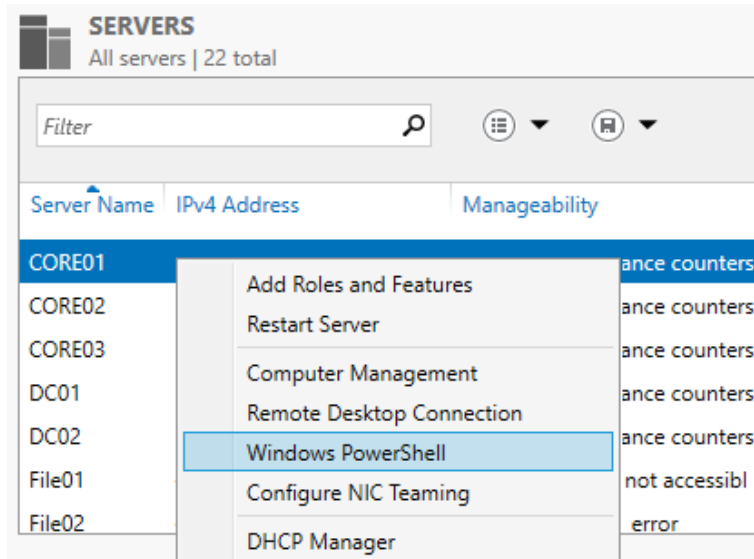 SERVERS
All servers | 22 total
Filter
Server Name IPv4 Address Manageability
CORE01 ance counters
Add Roles and Features
CORE02 ance counters
Restart Server
CORE03 ance counters
Computer Management
DC01 ance counters
Remote Desktop Connection
DC02 ance counters
Windows PowerShell
File01 not accessibl
Configure NIC Teaming
File02 error
DHCP Manager